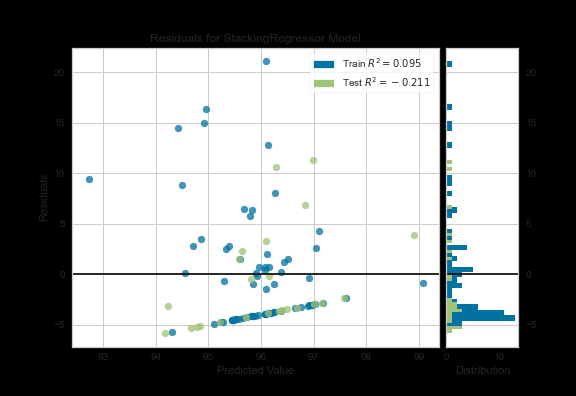 Residuals for StackingRegressor Model
Train R² = 0.095
Test R² = −0.211
20
15
10
5
0
−5
Residuals
93 94 95 96 97 98 99
Predicted Value
20
15
10
5
0
−5
0 10
Distribution